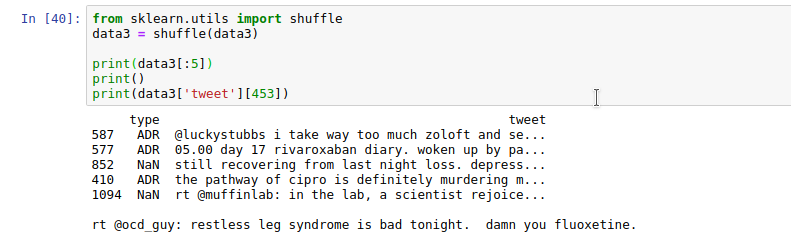 In [40]: from sklearn.utils import shuffle
data3 = shuffle(data3)
print(data3[:5])
print()
print(data3['tweet'][453])
type tweet
587 ADR @luckystubbs i take way too much zoloft and se...
577 ADR 05.00 day 17 rivaroxaban diary. woken up by pa...
852 NaN still recovering from last night loss. depress...
410 ADR the pathway of cipro is definitely murdering m...
1094 NaN rt @muffinlab: in the lab, a scientist rejoice...
rt @ocd_guy: restless leg syndrome is bad tonight.  damn you fluoxetine.